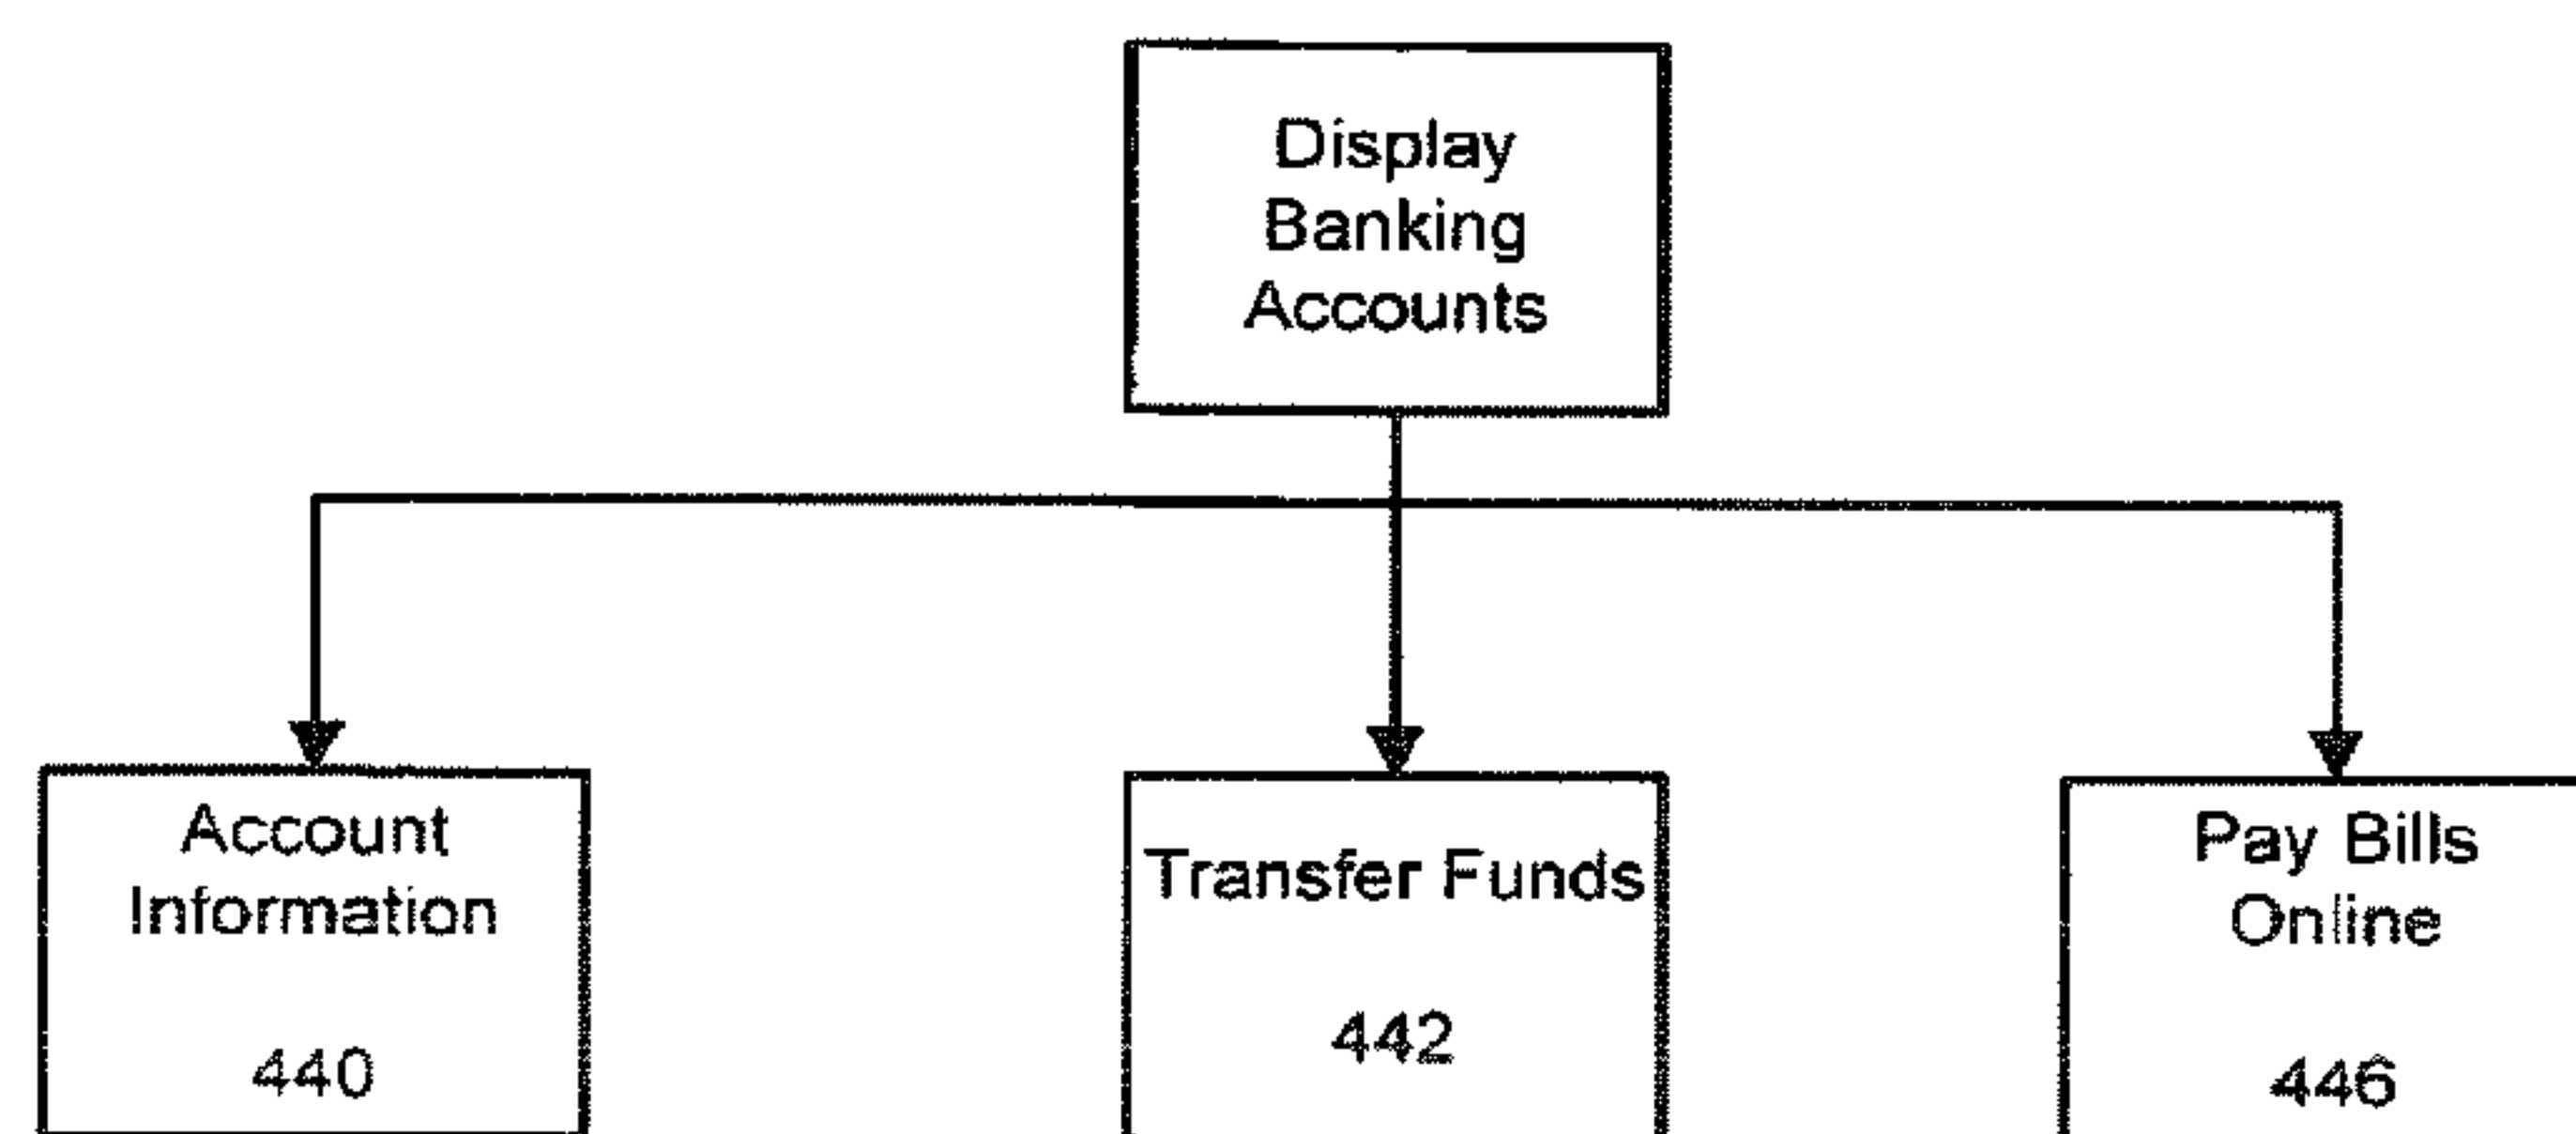 Display
Banking
Accounts
Account
Information
440
Transfer Funds
442
Pay Bills
Online
446